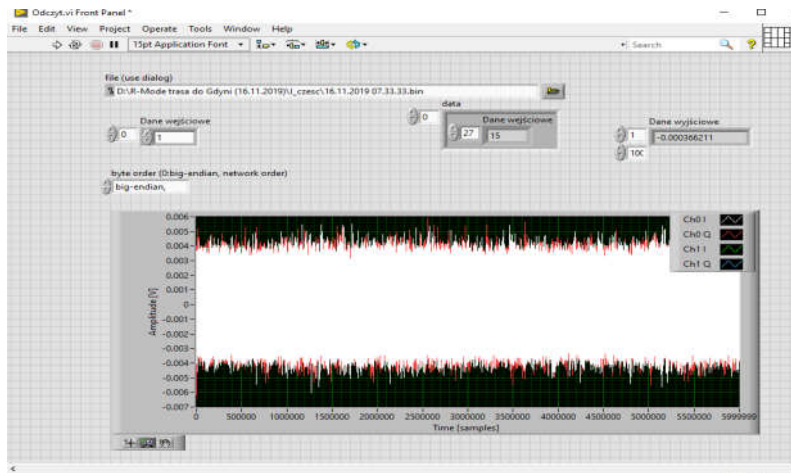 Odczyt.vi Front Panel *
File Edit View Project Operate Tools Window Help
15pt Application Font
Search
file (use dialog)
D:\R-Mode trasa do Gdyni (16.11.2019)\I_czesc\16.11.2019 07.33.33.bin
data
Dane wejściowe
0
1
0
Dane wejściowe
27
15
Dane wyjściowe
1
-0.000366211
100
byte order (0:big-endian, network order)
big-endian,
Ch0 I
Ch0 Q
Ch1 I
Ch1 Q
Amplitude [V]
0.006
0.005
0.004
0.003
0.002
0.001
0
-0.001
-0.002
-0.003
-0.004
-0.005
-0.006
-0.007
0 500000 1000000 1500000 2000000 2500000 3000000 3500000 4000000 4500000 5000000 5500000 5999999
Time [samples]